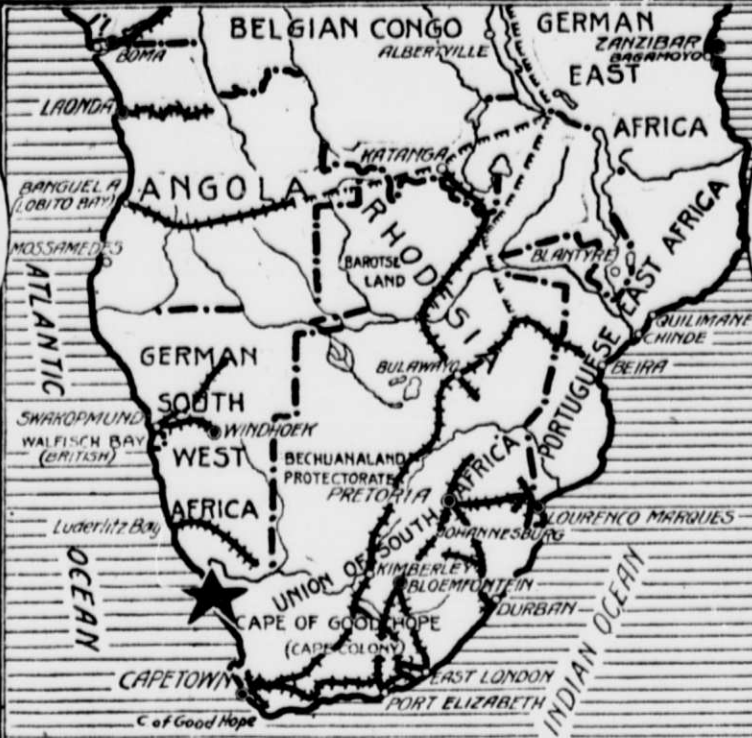 BELGIAN CONGO
GERMAN
EAST
AFRICA
BOMA
ALBERTVILLE
ZANZIBAR
BAGAMOYO
LAONDA
KATANGA
BANGUELA
(LOBITO BAY)
ANGOLA
RHODSIA
BAROTSE
LAND
MOSSAMEDES
BLANTYRE
PORTUGUESE EAST AFRICA
ATLANTIC
OCEAN
GERMAN
SOUTH
WEST
AFRICA
QUILIMANE
CHINDE
BULAWAYO
BEIRA
SWAKOPMUND
WALFISCH BAY
(BRITISH)
WINDHOEK
BECHUANALAND
PROTECTORATE
PRETORIA
LOURENCO MARQUES
JOHANNESBURG
Luderlitz Bay
UNION OF SOUTH AFRICA
KIMBERLEY
BLOEMFONTEIN
DURBAN
CAPE OF GOOD HOPE
(CAPE COLONY)
INDIAN OCEAN
CAPETOWN
EAST LONDON
PORT ELIZABETH
C of Good Hope